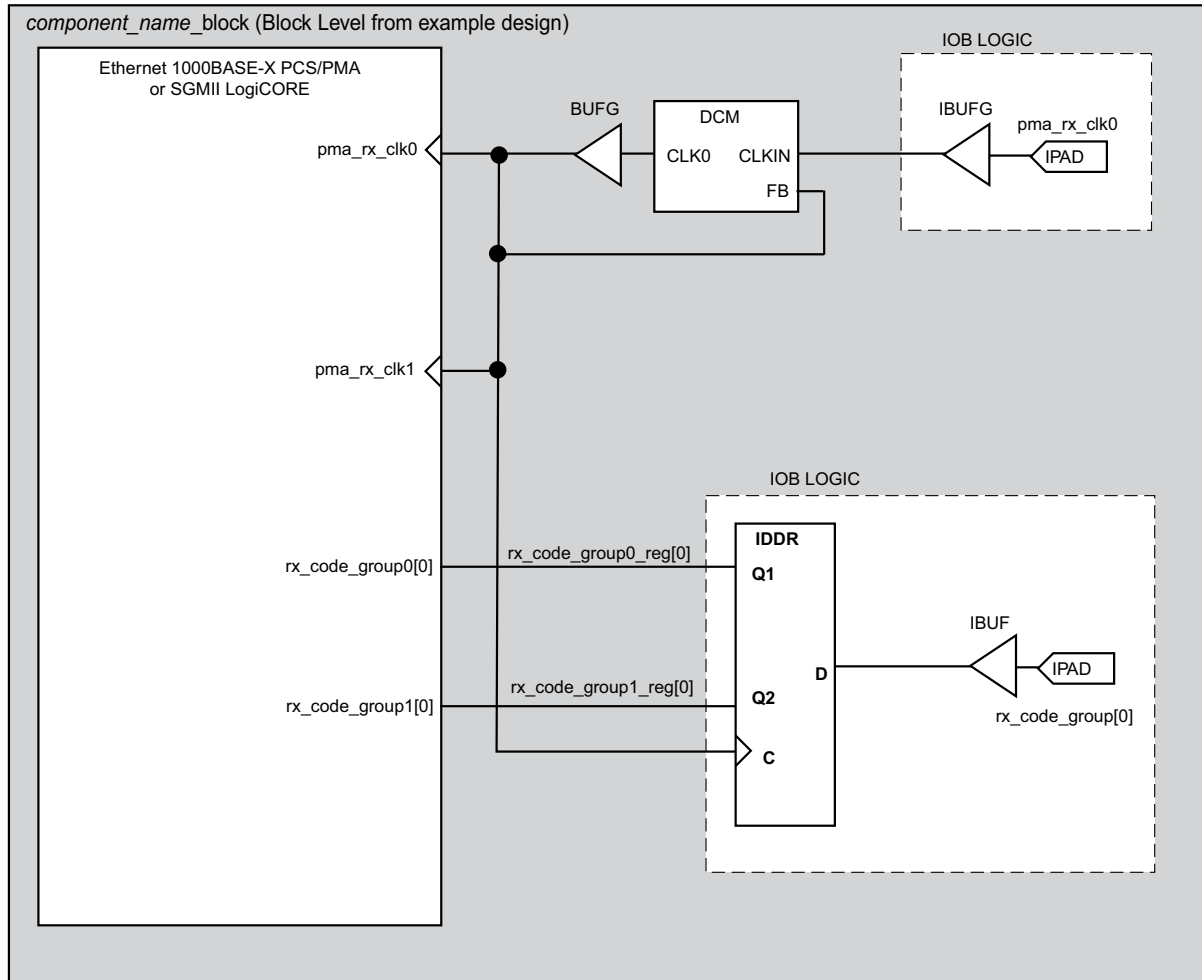 component_name_block (Block Level from example design)
Ethernet 1000BASE-X PCS/PMA
or SGMII LogiCORE
IOB LOGIC
BUFG
DCM
IBUFG
pma_rx_clk0
pma_rx_clk0
CLK0
CLKIN
IPAD
FB
pma_rx_clk1
IOB LOGIC
IDDR
rx_code_group0[0]
rx_code_group0_reg[0]
Q1
IBUF
D
IPAD
rx_code_group1[0]
rx_code_group1_reg[0]
Q2
rx_code_group[0]
C